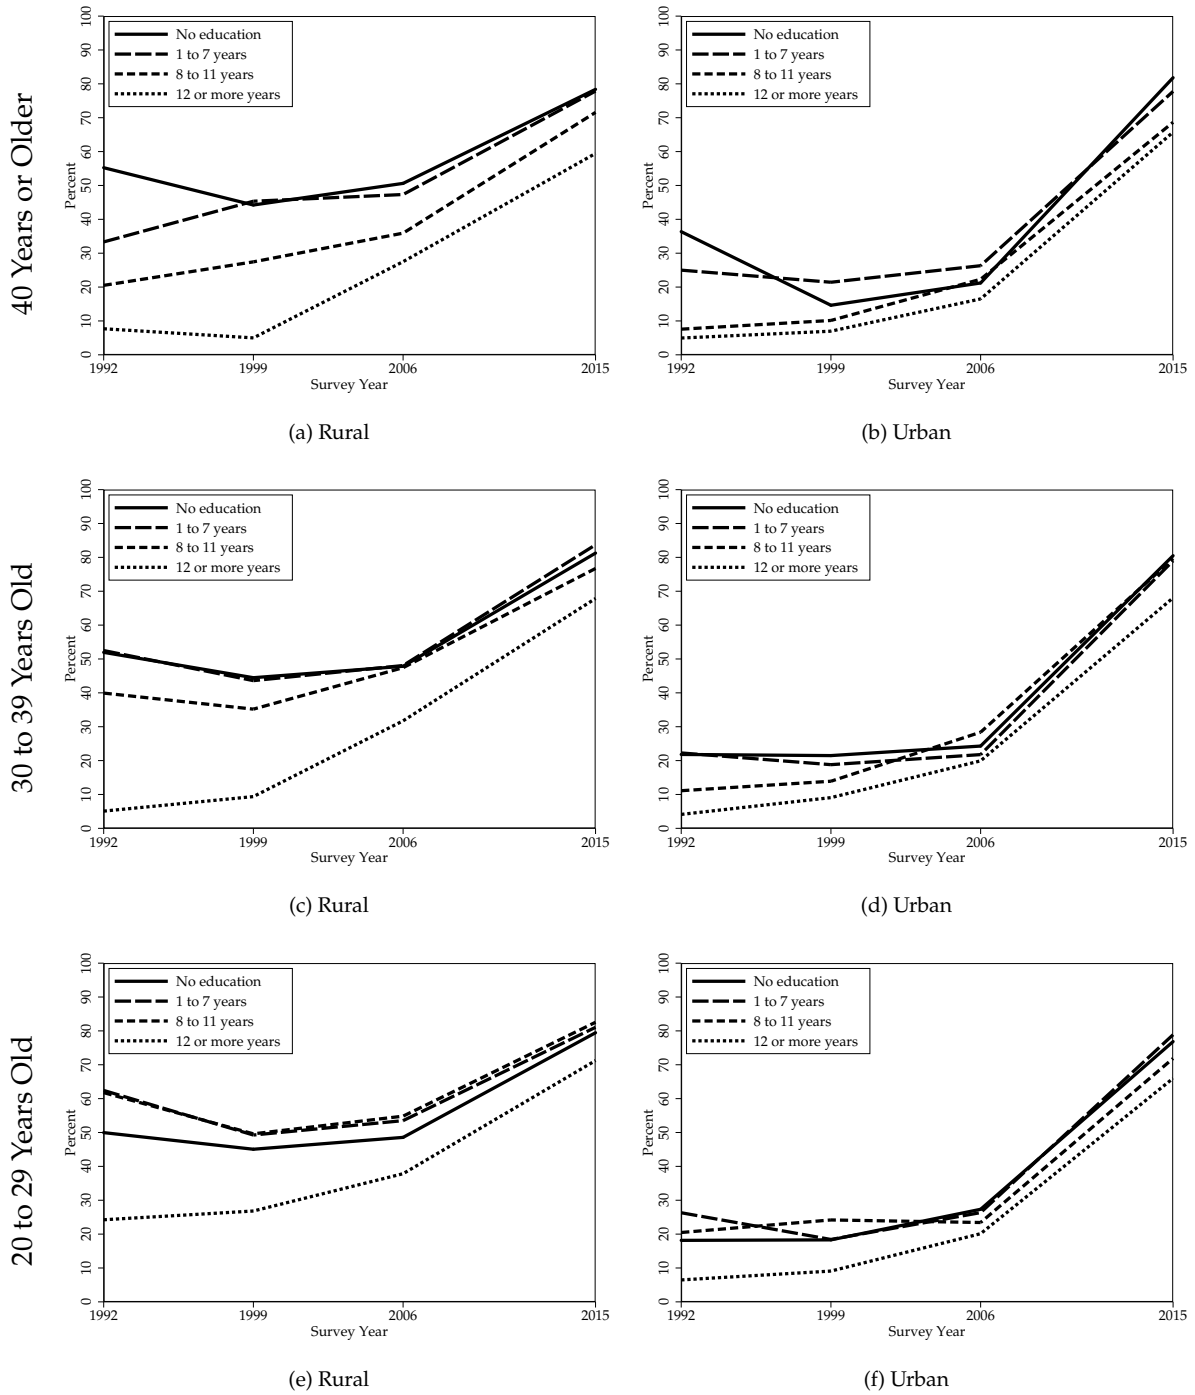 40 Years or Older
Percent
0 10 20 30 40 50 60 70 80 90 100
No education
1 to 7 years
8 to 11 years
12 or more years
1992 1999 2006 2015
Survey Year
(a) Rural
Percent
0 10 20 30 40 50 60 70 80 90 100
No education
1 to 7 years
8 to 11 years
12 or more years
1992 1999 2006 2015
Survey Year
(b) Urban
30 to 39 Years Old
Percent
0 10 20 30 40 50 60 70 80 90 100
No education
1 to 7 years
8 to 11 years
12 or more years
1992 1999 2006 2015
Survey Year
(c) Rural
Percent
0 10 20 30 40 50 60 70 80 90 100
No education
1 to 7 years
8 to 11 years
12 or more years
1992 1999 2006 2015
Survey Year
(d) Urban
20 to 29 Years Old
Percent
0 10 20 30 40 50 60 70 80 90 100
No education
1 to 7 years
8 to 11 years
12 or more years
1992 1999 2006 2015
Survey Year
(e) Rural
Percent
0 10 20 30 40 50 60 70 80 90 100
No education
1 to 7 years
8 to 11 years
12 or more years
1992 1999 2006 2015
Survey Year
(f) Urban